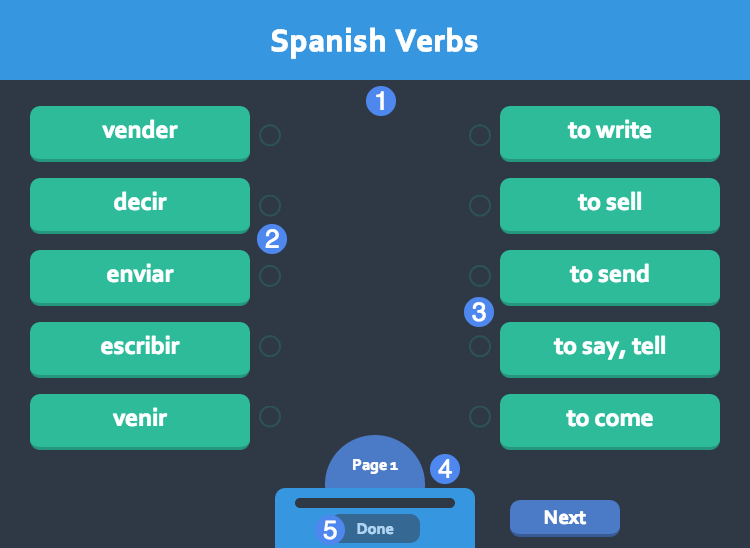 Spanish Verbs
1
vender
to write
decir
to sell
2
enviar
to send
3
escribir
to say, tell
venir
to come
Page 1
4
5 Done
Next